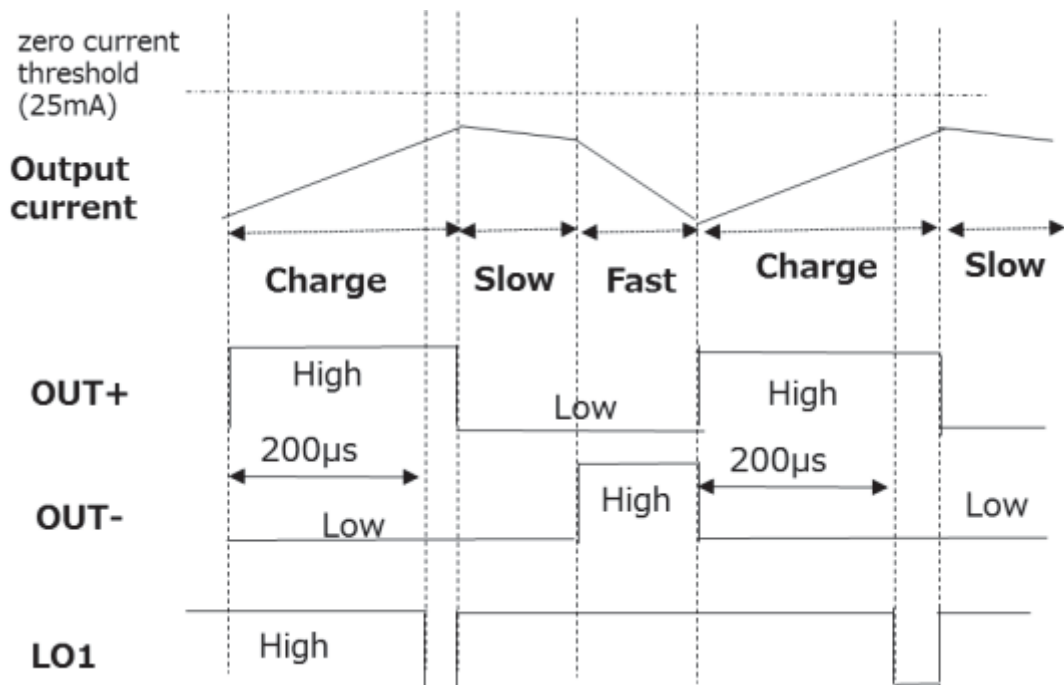 zero current
threshold
(25mA)
Output
current
Charge
Slow
Fast
Charge
Slow
OUT+
High
Low
High
200µs
200µs
OUT-
Low
High
Low
LO1
High